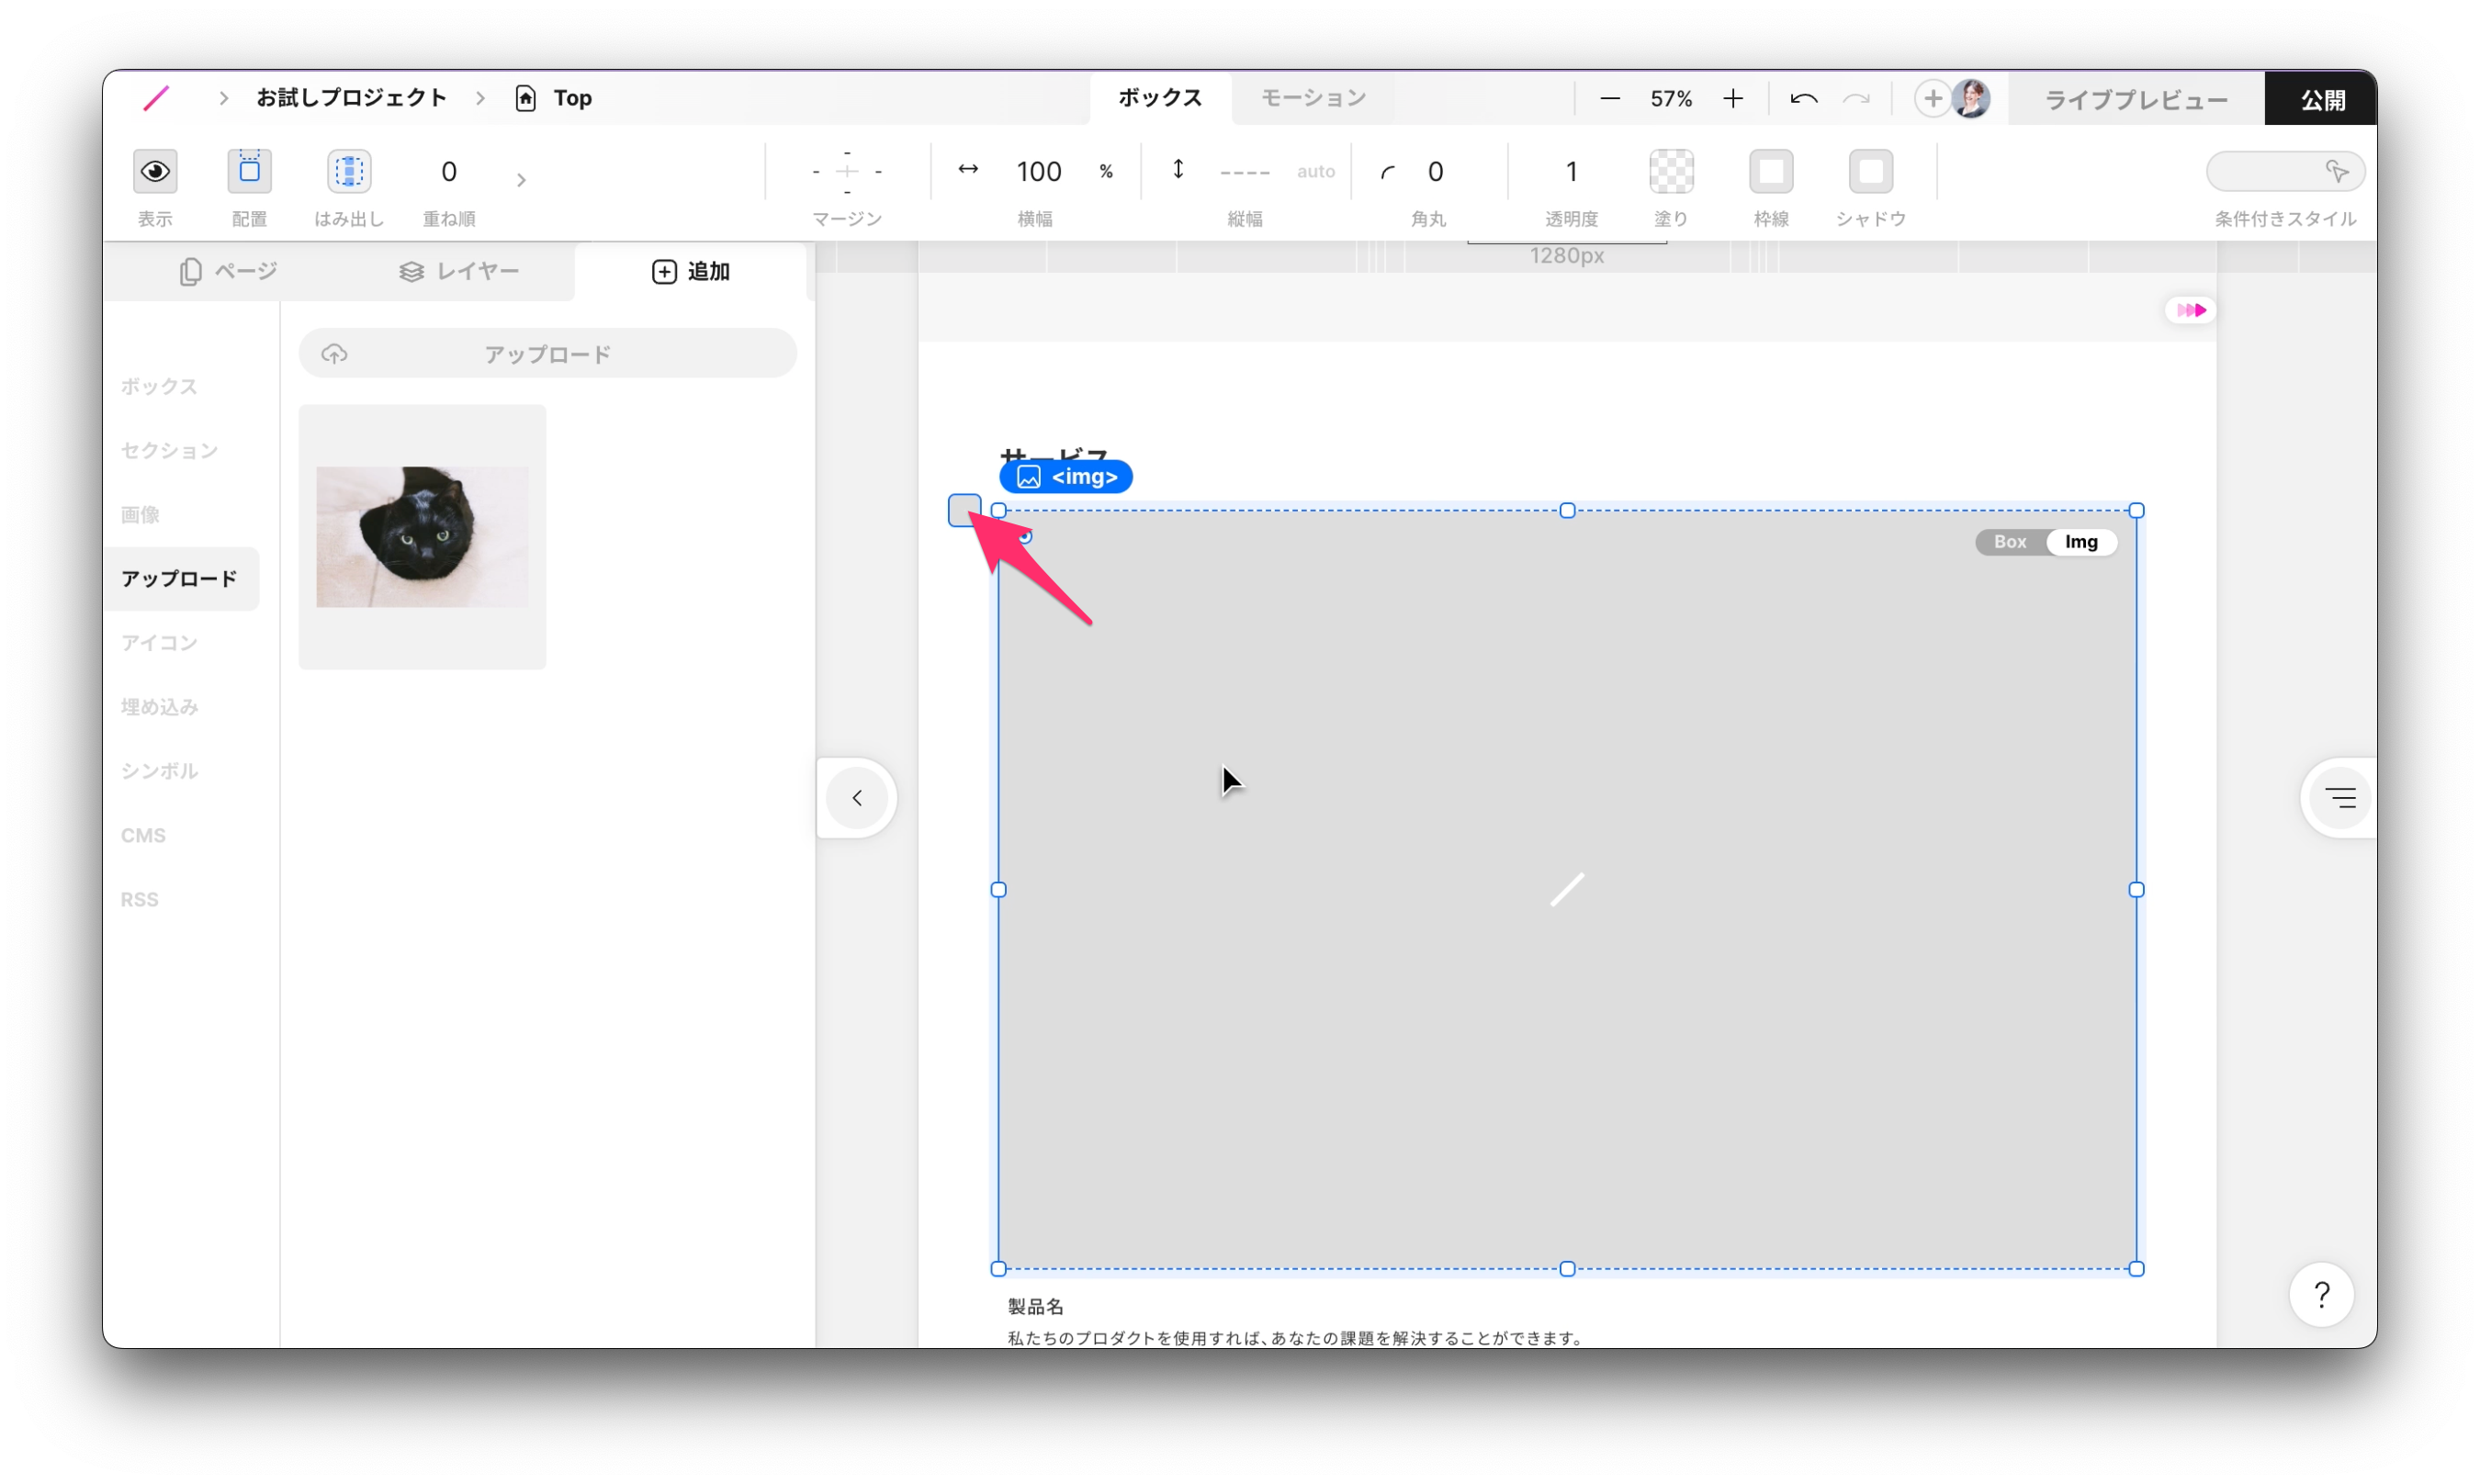 お試しプロジェクト
Top
ボックス
モーション
57%
ライブプレビュー
公開
0
100
%
auto
0
1
表示
配置
はみ出し
重ね順
マージン
横幅
縦幅
角丸
透明度
塗り
枠線
シャドウ
条件付きスタイル
ページ
レイヤー
追加
1280px
アップロード
ボックス
セクション
画像
アップロード
アイコン
埋め込み
シンボル
CMS
RSS
サービス
<img>
Box
Img
製品名
私たちのプロダクトを使用すれば、あなたの課題を解決することができます。
?